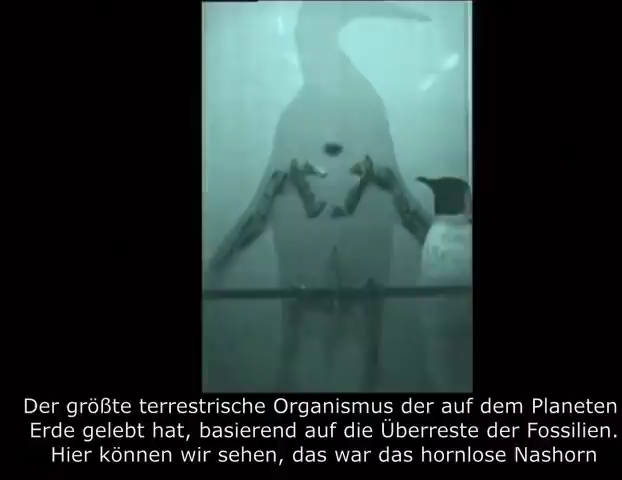 Der größte terrestrische Organismus der auf dem Planeten
Erde gelebt hat, basierend auf die Überreste der Fossilien.
Hier können wir sehen, das war das hornlose Nashorn